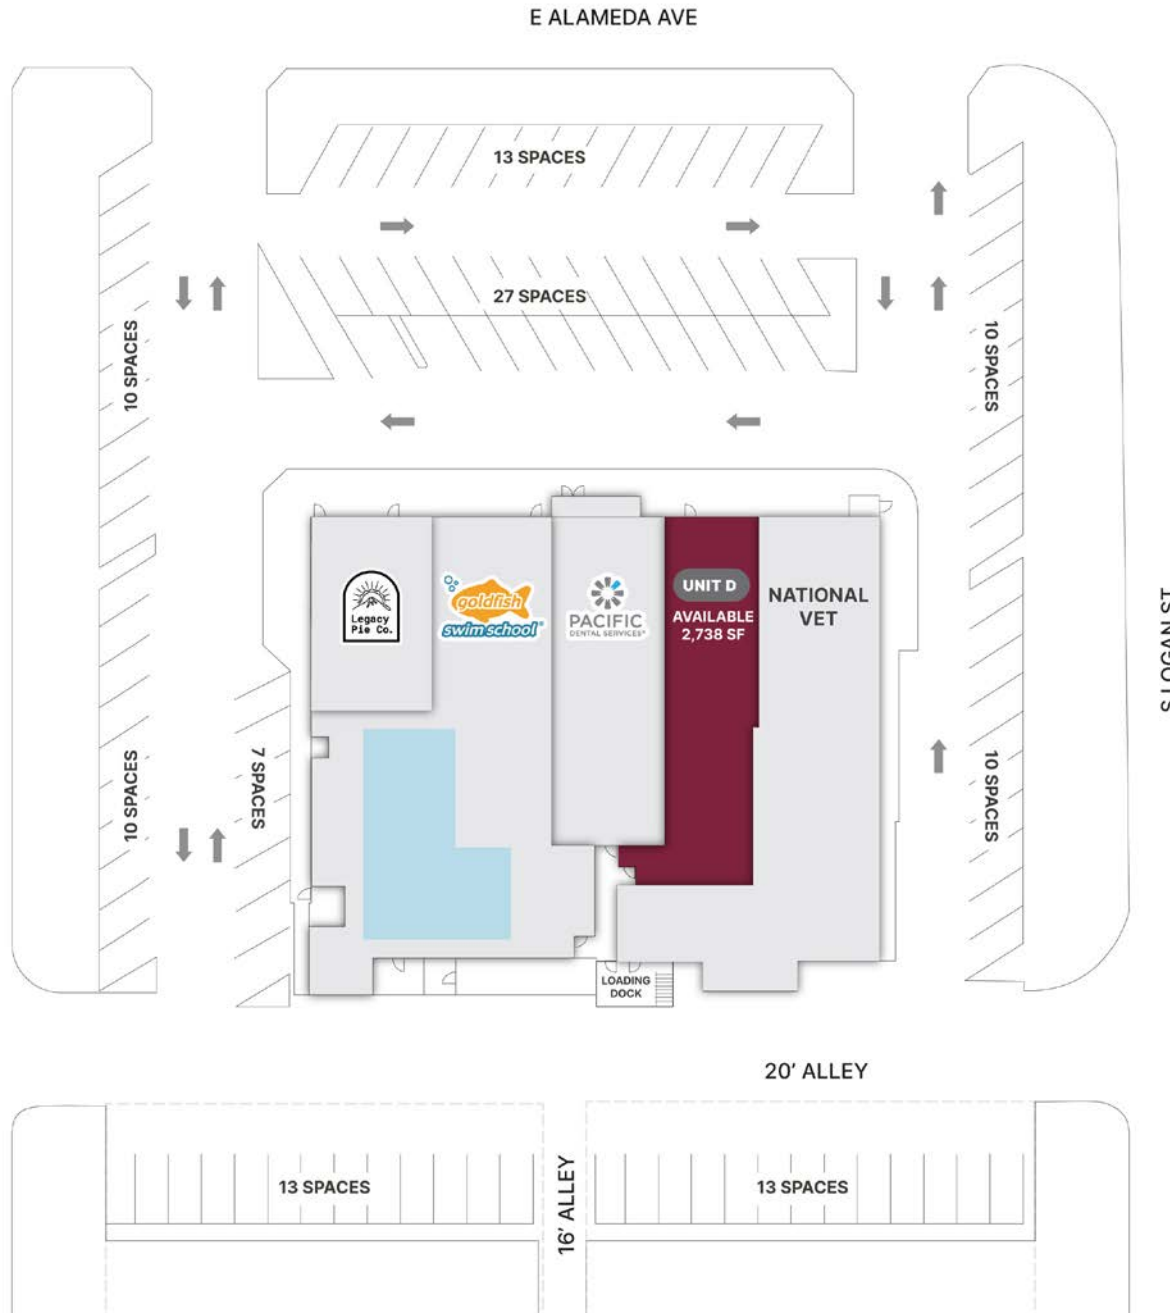 E ALAMEDA AVE
13 SPACES
27 SPACES
10 SPACES
10 SPACES
Legacy
Pie Co.
goldfish
swim school®
PACIFIC
DENTAL SERVICES®
UNIT D
AVAILABLE
2,738 SF
NATIONAL
VET
S LOGAN ST
10 SPACES
7 SPACES
10 SPACES
LOADING
DOCK
20' ALLEY
13 SPACES
16' ALLEY
13 SPACES